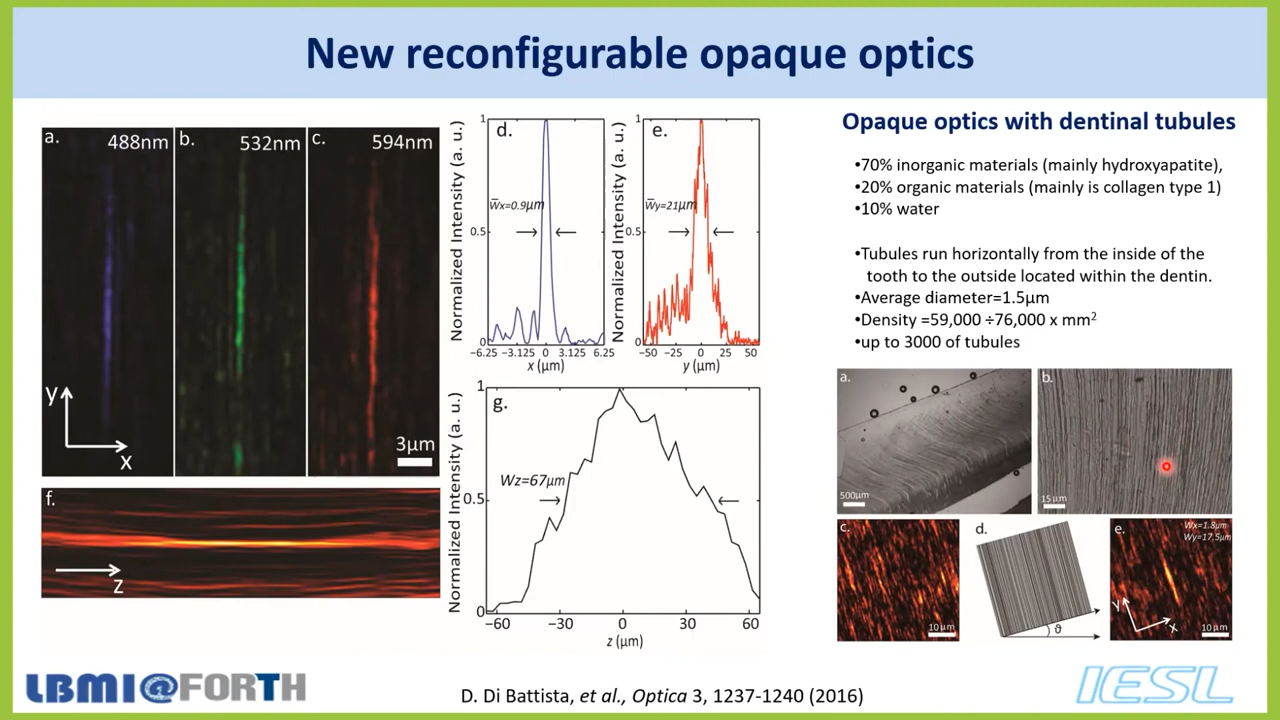 New reconfigurable opaque optics
a.
488nm
b.
532nm
c.
594nm
y
x
3µm
f.
z
d.
Normalized Intensity (a. u.)
1
0.5
0
W̅x=0.9µm
−6.25 −3.125 0 3.125 6.25
x (µm)
e.
Normalized Intensity (a. u.)
1
0.5
0
W̅y=21µm
−50 −25 0 25 50
y (µm)
g.
Normalized Intensity (a. u.)
1
0.5
0
Wz=67µm
−60 −30 0 30 60
z (µm)
Opaque optics with dentinal tubules
•70% inorganic materials (mainly hydroxyapatite),
•20% organic materials (mainly is collagen type 1)
•10% water
•Tubules run horizontally from the inside of the
tooth to the outside located within the dentin.
•Average diameter=1.5µm
•Density =59,000 ÷76,000 x mm²
•up to 3000 of tubules
a.
500µm
b.
15µm
c.
10µm
d.
ϑ
e.
Wx=1.8µm
Wy=17.5µm
y
x
10µm
LBMI@FORTH
D. Di Battista, et al., Optica 3, 1237-1240 (2016)
IESL